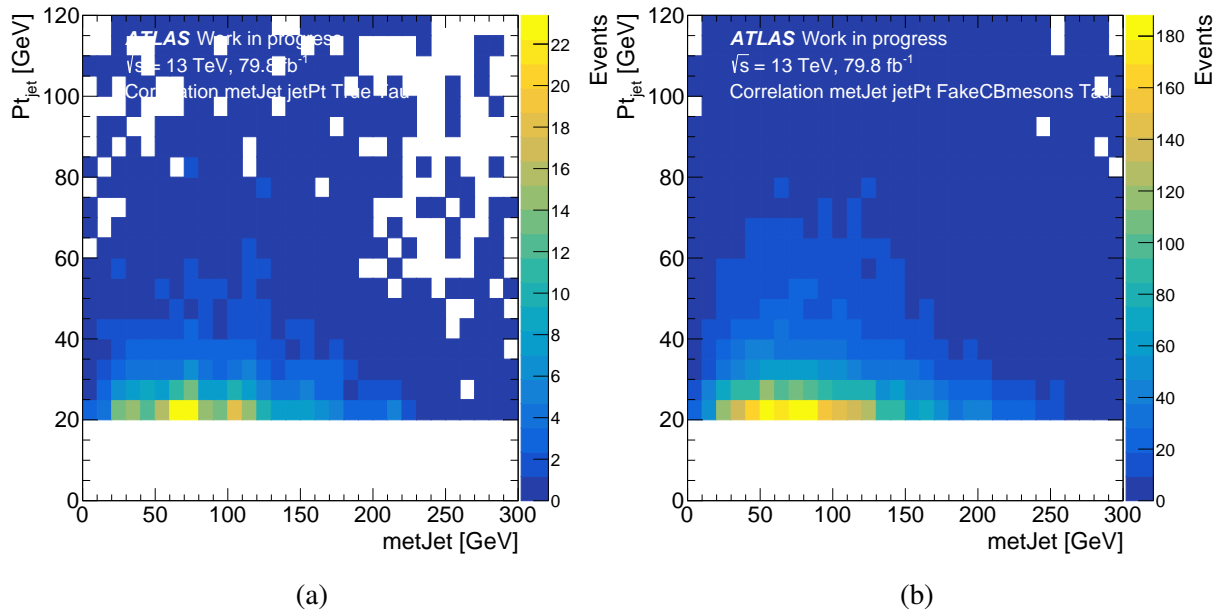 ATLAS Work in progress
√s = 13 TeV, 79.8 fb⁻¹
Correlation metJet jetPt True Tau
Pt_jet [GeV]
120
100
80
60
40
20
0
0 50 100 150 200 250 300
metJet [GeV]
22
20
18
16
14
12
10
8
6
4
2
0
Events
(a)
ATLAS Work in progress
√s = 13 TeV, 79.8 fb⁻¹
Correlation metJet jetPt FakeCBmesons Tau
Pt_jet [GeV]
120
100
80
60
40
20
0
0 50 100 150 200 250 300
metJet [GeV]
180
160
140
120
100
80
60
40
20
0
Events
(b)